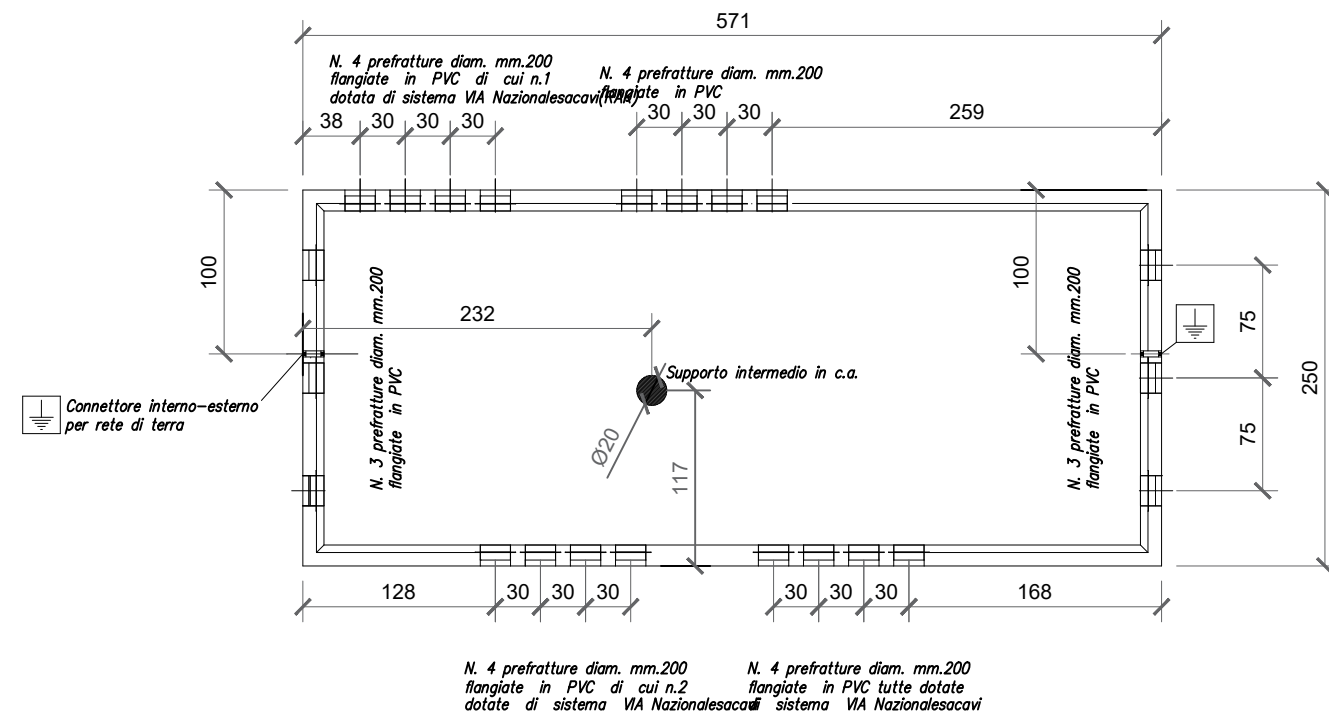 571
N. 4 prefratture diam. mm.200
flangiate in PVC di cui n.1
dotata di sistema VIA Nazionalesacavi(RAK)
N. 4 prefratture diam. mm.200
flangiate in PVC
38
30
30
30
30
30
30
259
100
232
N. 3 prefratture diam. mm.200
flangiate in PVC
Supporto intermedio in c.a.
Ø20
117
100
N. 3 prefratture diam. mm.200
flangiate in PVC
75
75
250
Connettore interno-esterno
per rete di terra
128
30
30
30
30
30
30
168
N. 4 prefratture diam. mm.200
flangiate in PVC di cui n.2
dotate di sistema VIA Nazionalesacavi
N. 4 prefratture diam. mm.200
flangiate in PVC tutte dotate
di sistema VIA Nazionalesacavi